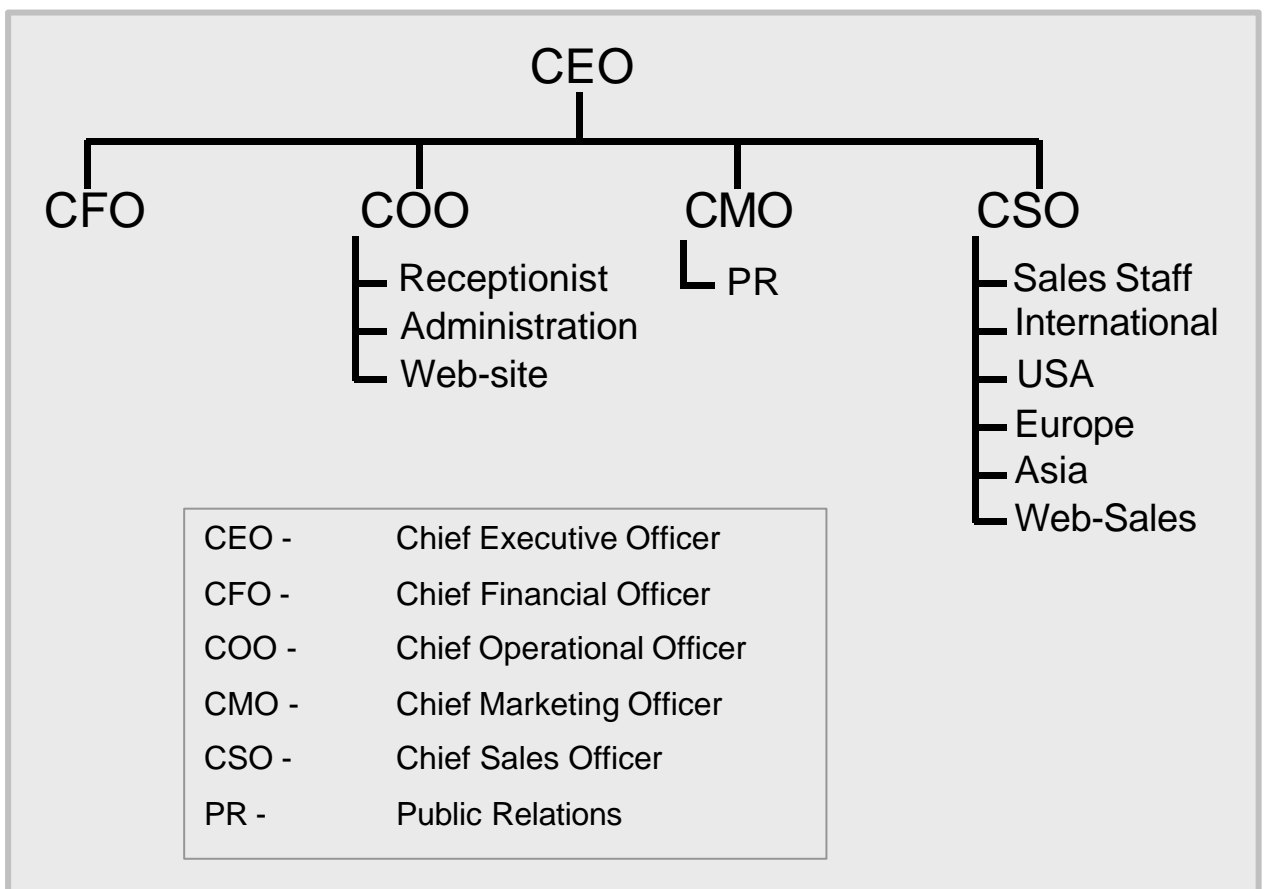 CEO
CFO COO CMO CSO
Receptionist
Administration
Web-site
PR
Sales Staff
International
USA
Europe
Asia
Web-Sales
CEO - Chief Executive Officer
CFO - Chief Financial Officer
COO - Chief Operational Officer
CMO - Chief Marketing Officer
CSO - Chief Sales Officer
PR - Public Relations